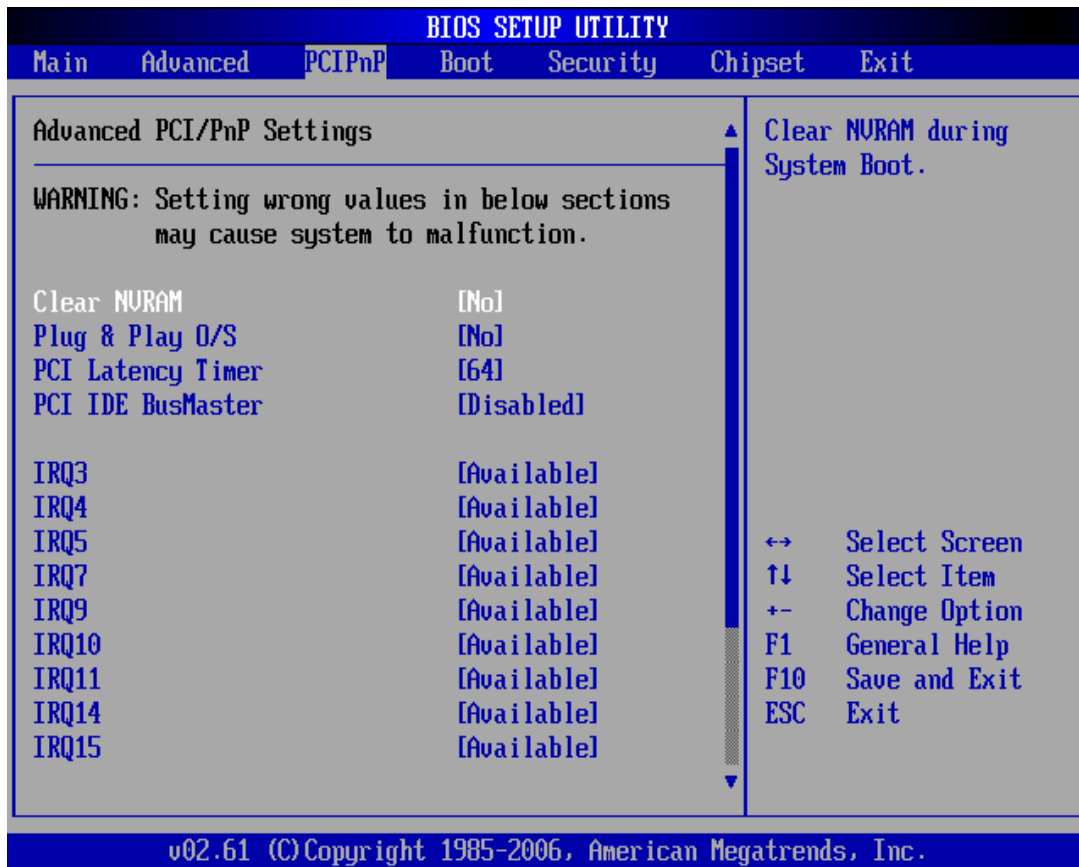 BIOS SETUP UTILITY
Main Advanced PCIPnP Boot Security Chipset Exit
Advanced PCI/PnP Settings
WARNING: Setting wrong values in below sections
may cause system to malfunction.
Clear NVRAM [No]
Plug & Play O/S [No]
PCI Latency Timer [64]
PCI IDE BusMaster [Disabled]
IRQ3 [Available]
IRQ4 [Available]
IRQ5 [Available]
IRQ7 [Available]
IRQ9 [Available]
IRQ10 [Available]
IRQ11 [Available]
IRQ14 [Available]
IRQ15 [Available]
Clear NVRAM during
System Boot.
←→ Select Screen
↑↓ Select Item
+- Change Option
F1 General Help
F10 Save and Exit
ESC Exit
v02.61 (C)Copyright 1985-2006, American Megatrends, Inc.